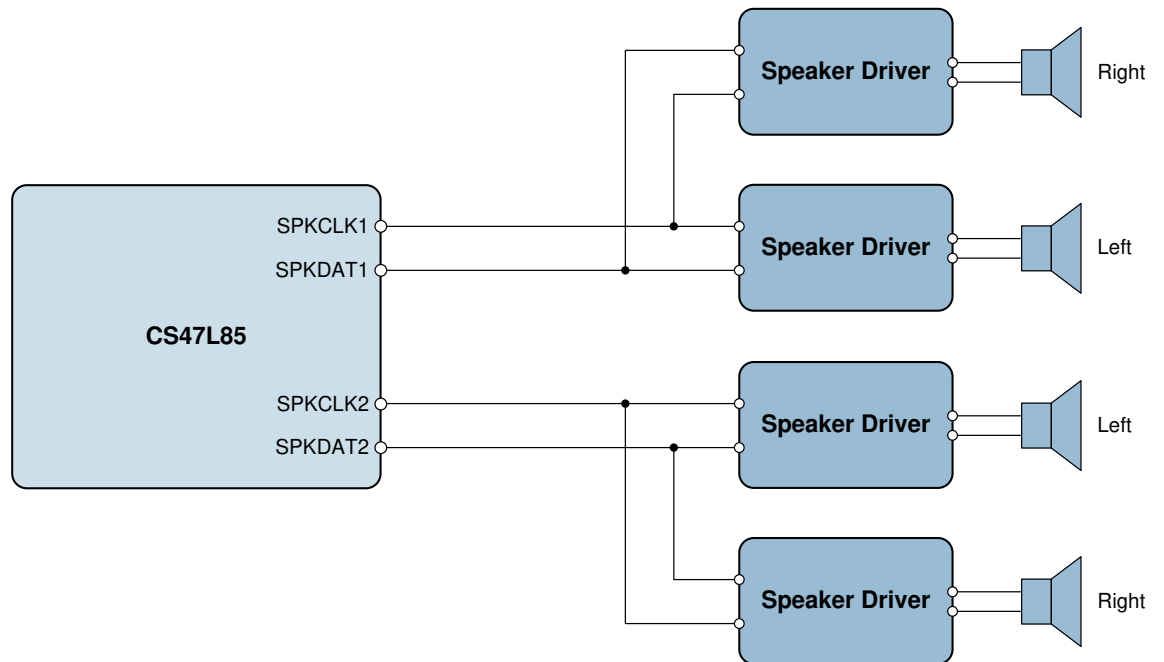 Speaker Driver
Right
SPKCLK1
SPKDAT1
Speaker Driver
Left
CS47L85
SPKCLK2
SPKDAT2
Speaker Driver
Left
Speaker Driver
Right